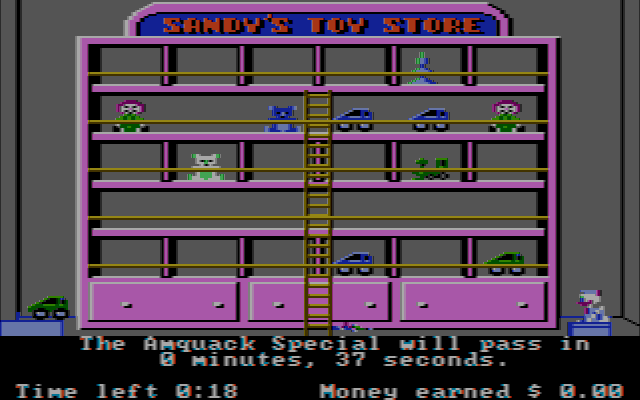 SANDY'S TOY STORE
The Amquack Special will pass in
0 minutes, 37 seconds.
Time left 0:18 Money earned $ 0.00